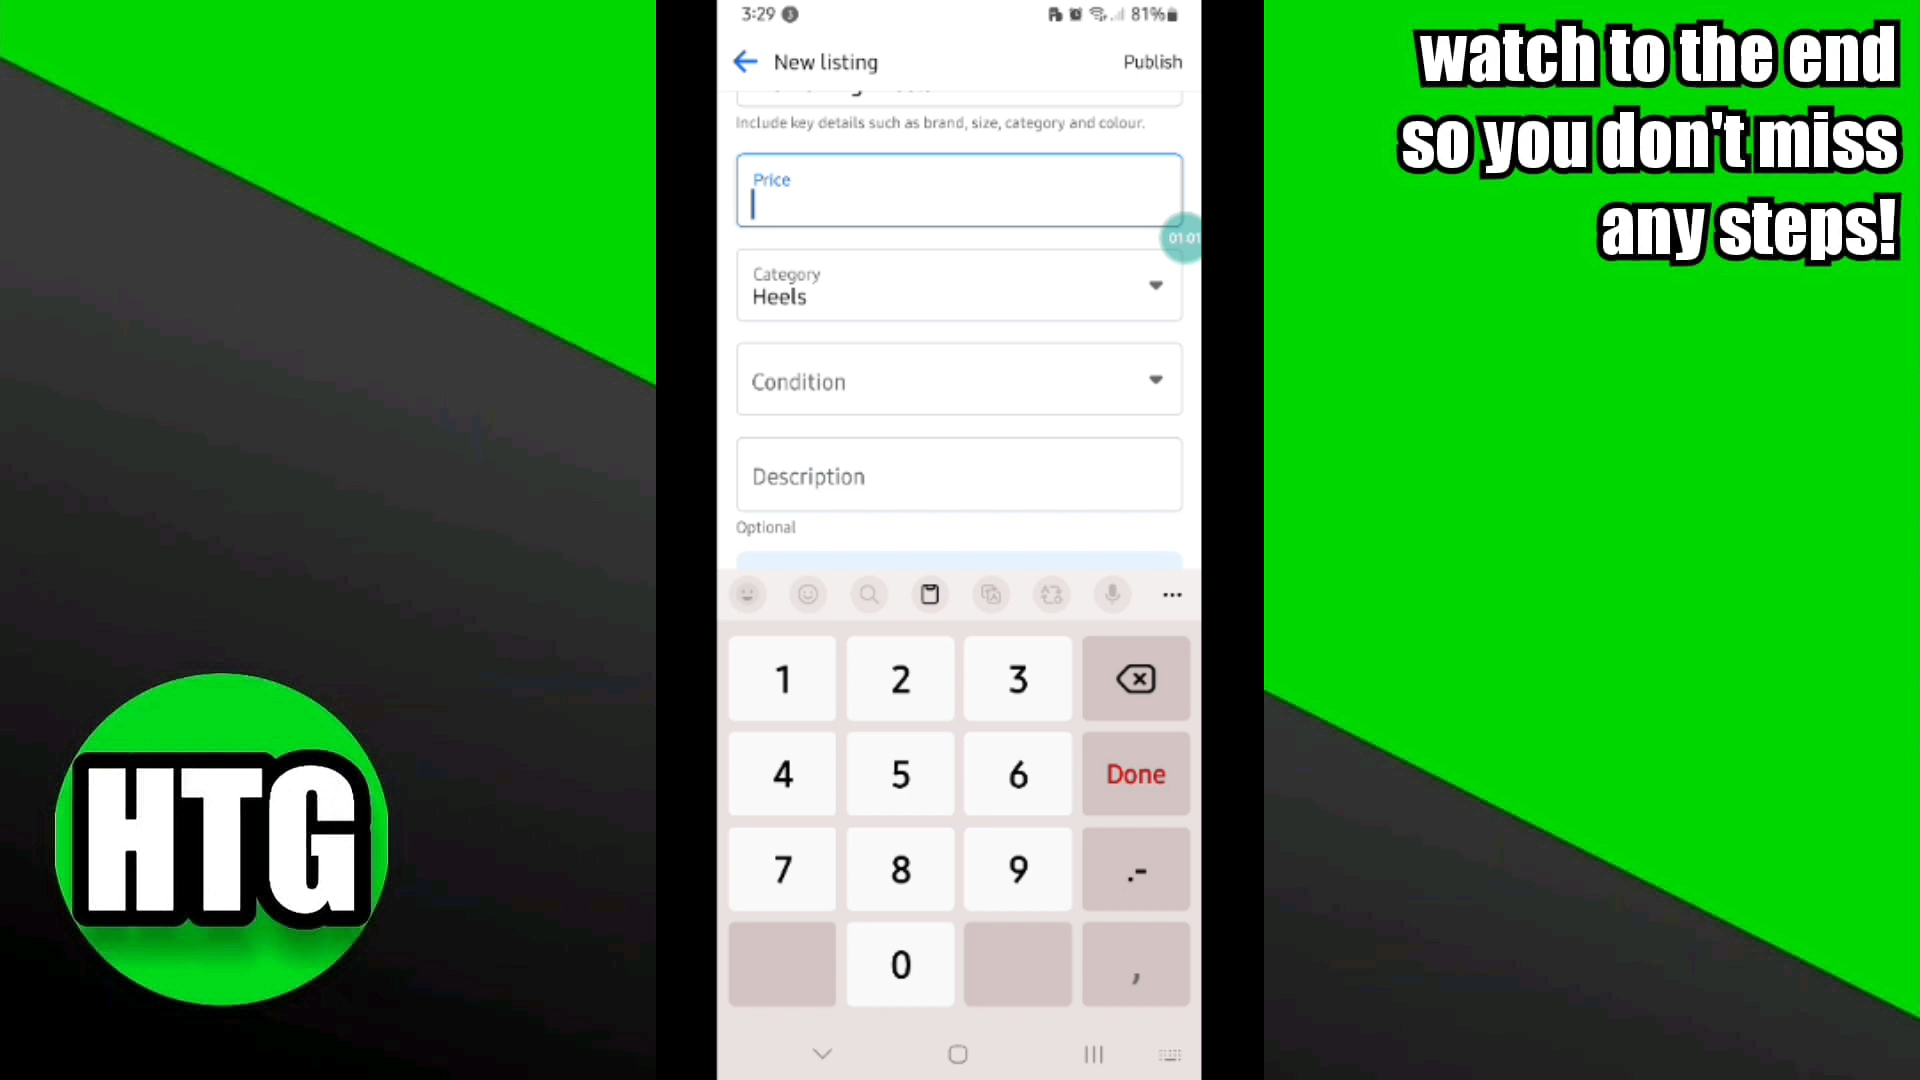 watch to the end
so you don't miss
any steps!
3:29
81%
New listing
Publish
Include key details such as brand, size, category and colour.
Price
01:01
Category
Heels
Condition
Description
Optional
1 2 3
4 5 6 Done
7 8 9 .-
0 ,
HTG